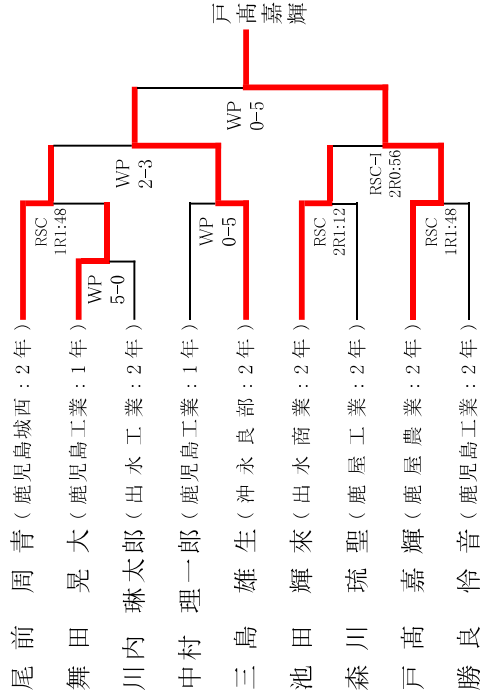 戸髙嘉輝
WP
0-5
WP
2-3
RSC-I
2R0:56
RSC
1R1:48
WP
0-5
RSC
2R1:12
RSC
1R1:48
WP
5-0
尾前 周青 (鹿児島城西:2年)
舞田 晃大 (鹿児島工業:1年)
川内 琳太郎 (出水工業:2年)
中村 理一郎 (鹿児島工業:1年)
三島 雄生 (沖永良部:2年)
池田 輝來 (出水商業:2年)
森川 琉聖 (鹿屋工業:2年)
戸髙 嘉輝 (鹿屋農業:2年)
勝良 怜音 (鹿児島工業:2年)